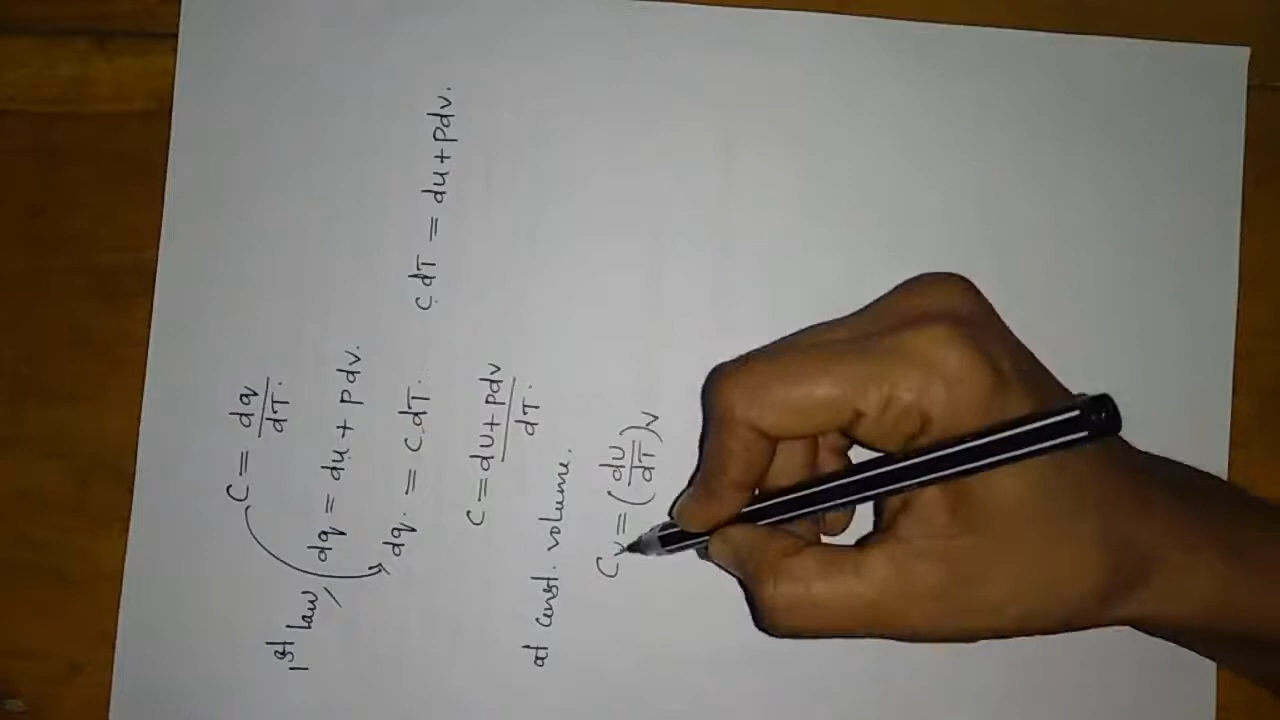 C = dq/dT.
1st law, dq = du + pdv.
dq. = C.dT. C dT = du + pdv.
C = du + pdv/dT.
at const. volume.
Cv = (du/dT)v